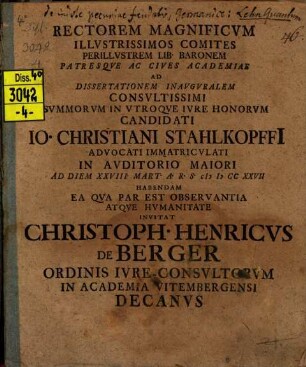 Diss. 4°
3042
-4-
RECTOREM MAGNIFICVM
ILLVSTRISSIMOS COMITES
PERILLVSTREM LIB. BARONEM
PATRESQVE AC CIVES ACADEMIAE
AD
DISSERTATIONEM INAVGVRALEM
CONSVLTISSIMI
SVMMORVM IN VTROQVE IVRE HONORVM
CANDIDATI
IO· CHRISTIANI STAHLKOPFFI
ADVOCATI IMMATRICVLATI
IN AVDITORIO MAIORI
AD DIEM XXVIII MART· A· R· S· cIɔ Iɔ CC XXVII
HABENDAM
EA QVA PAR EST OBSERVANTIA
ATQVE HVMANITATE
INVITAT
CHRISTOPH· HENRICVS
DE BERGER
ORDINIS IVRE CONSVLTORVM
IN ACADEMIA VITEMBERGENSI
DECANVS